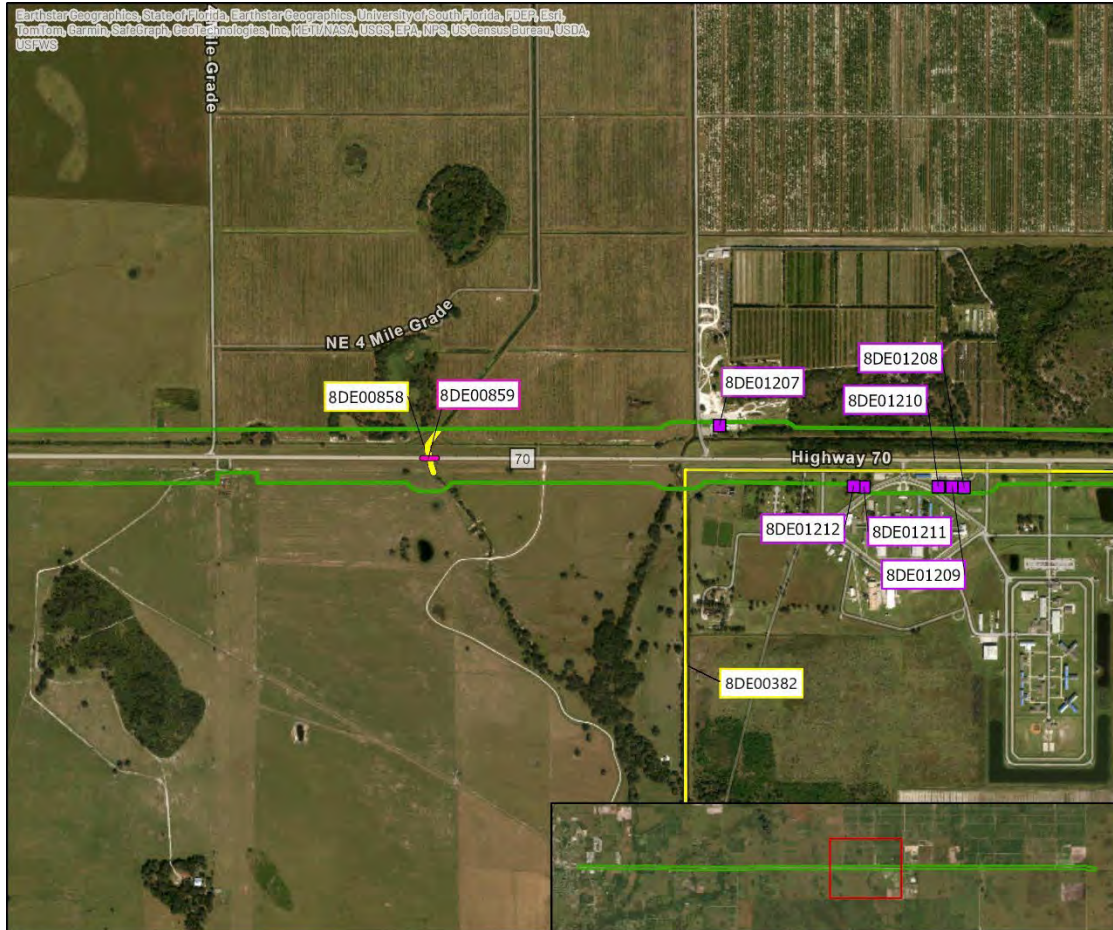 Earthstar Geographics, State of Florida, Earthstar Geographics, University of South Florida, FDEP, Esri,
TomTom, Garmin, SafeGraph, GeoTechnologies, Inc, METI/NASA, USGS, EPA, NPS, US Census Bureau, USDA,
USFWS
4 Mile Grade
NE 4 Mile Grade
8DE01208
8DE01207
8DE00858
8DE00859
8DE01210
70
Highway 70
8DE01212
8DE01211
8DE01209
8DE00382